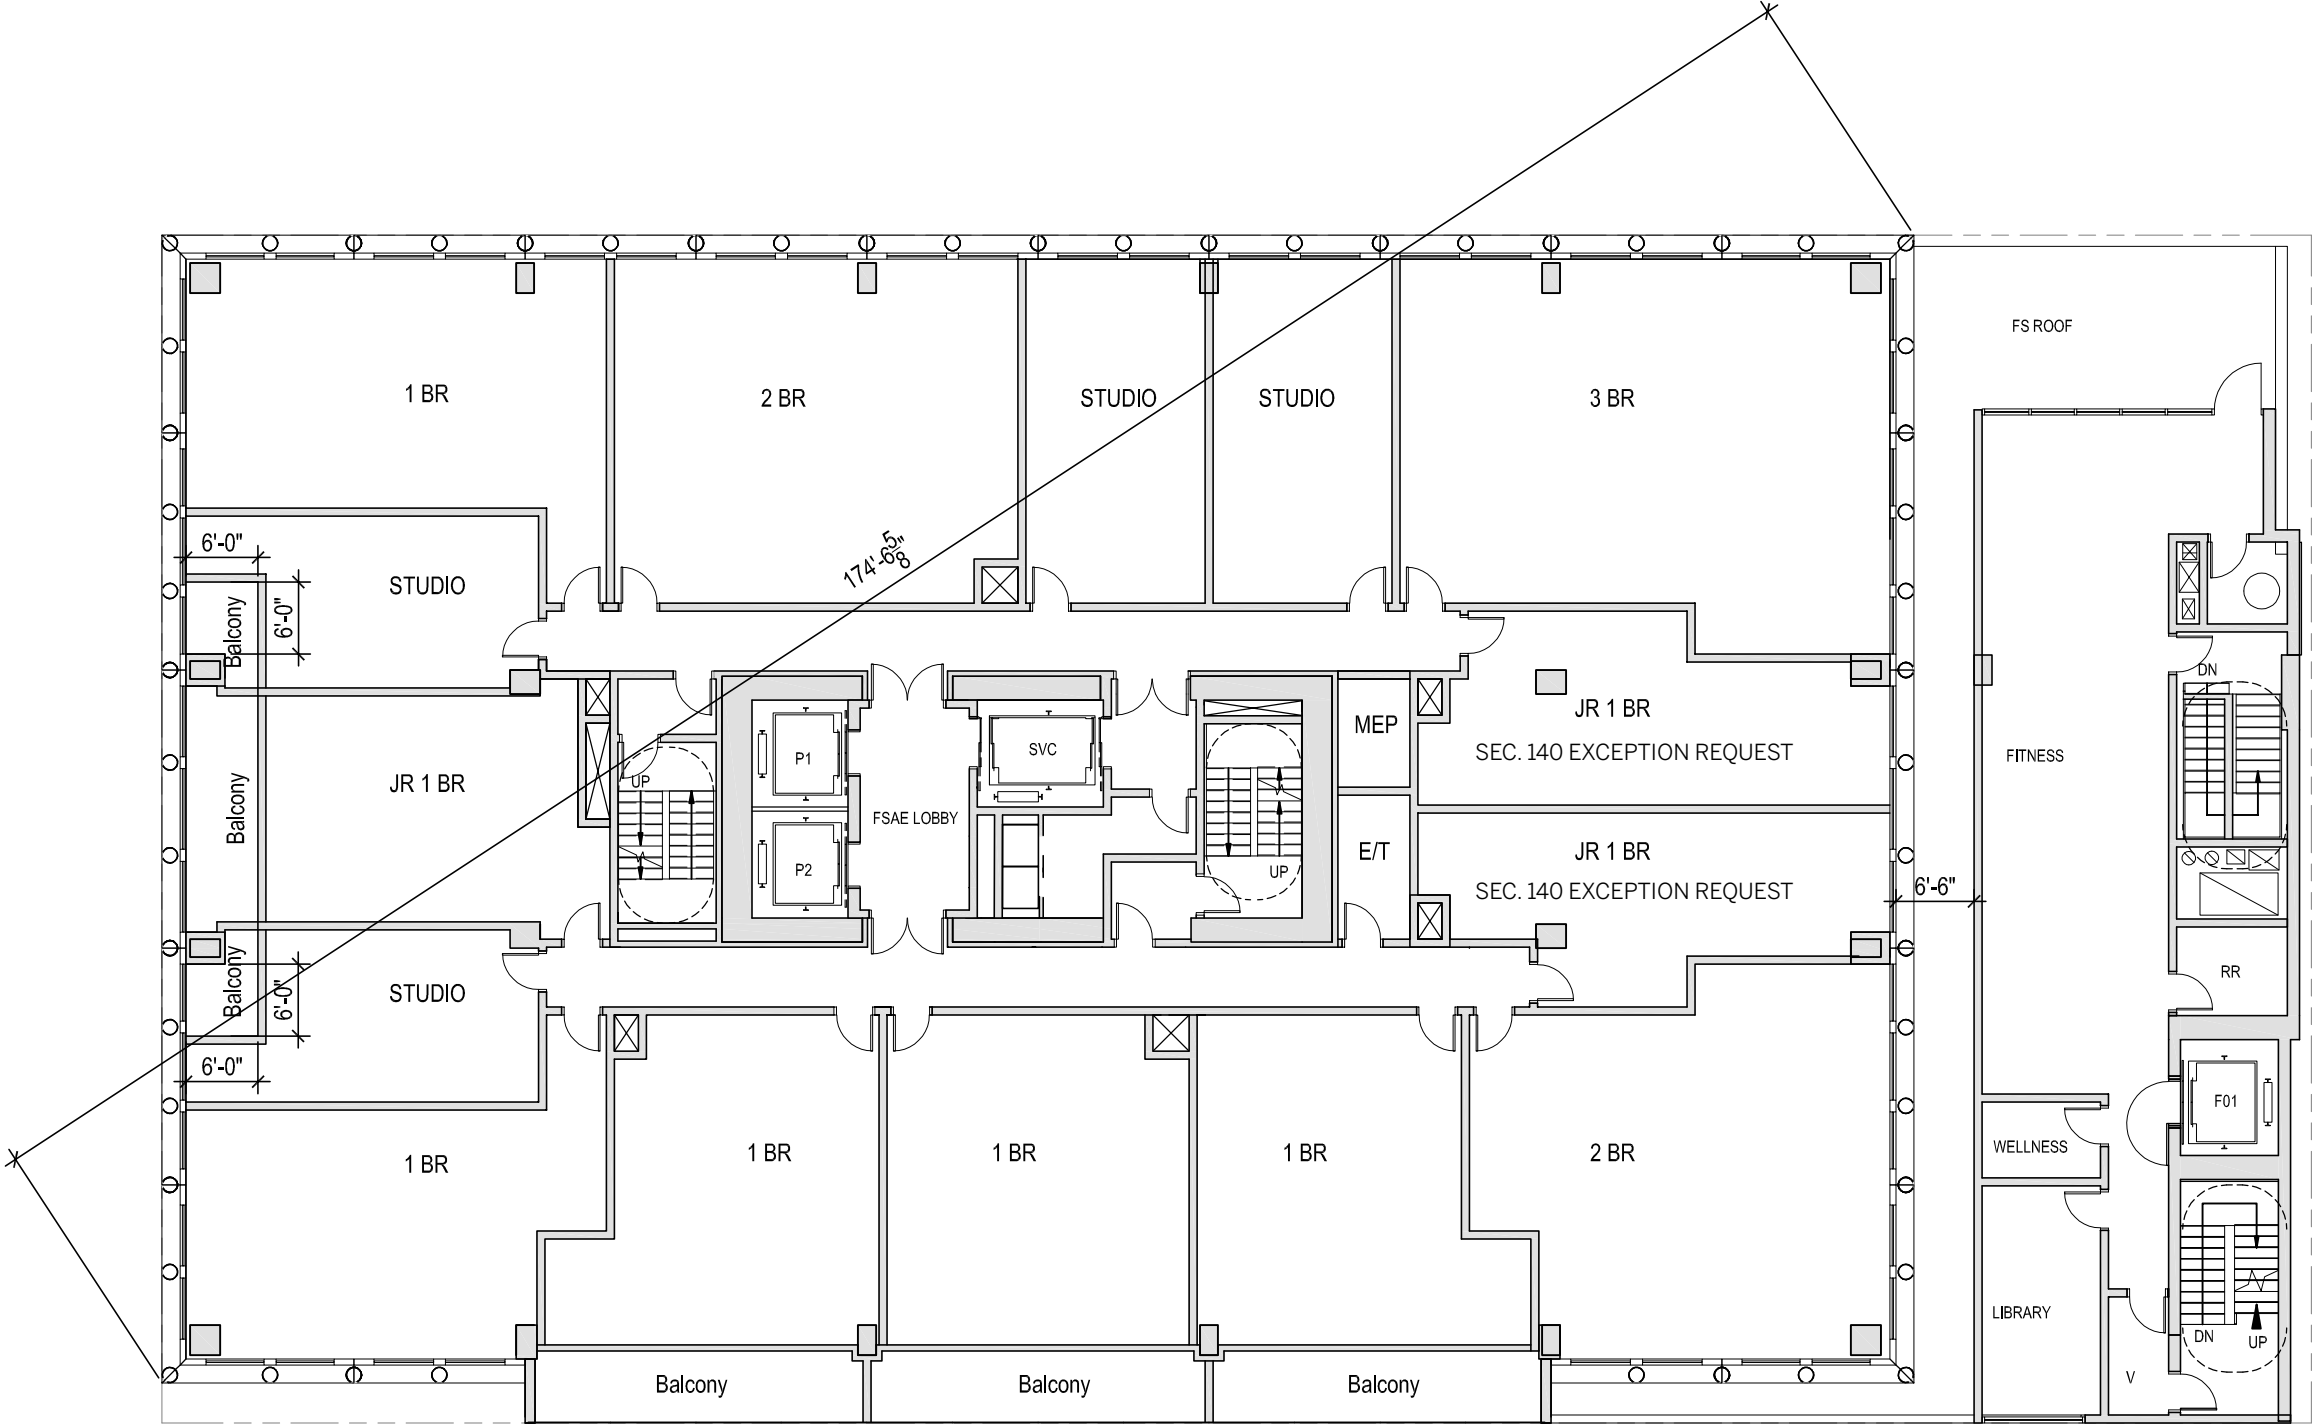 FS ROOF
1 BR
2 BR
STUDIO
STUDIO
3 BR
6'-0"
174'-6 5/8"
STUDIO
Balcony
6'-0"
DN
JR 1 BR
MEP
SEC. 140 EXCEPTION REQUEST
SVC
P1
FITNESS
UP
JR 1 BR
Balcony
FSAE LOBBY
E/T
JR 1 BR
P2
UP
SEC. 140 EXCEPTION REQUEST
6'-6"
Balcony
6'-0"
STUDIO
RR
6'-0"
F01
1 BR
1 BR
1 BR
1 BR
2 BR
WELLNESS
LIBRARY
DN
UP
V
Balcony
Balcony
Balcony